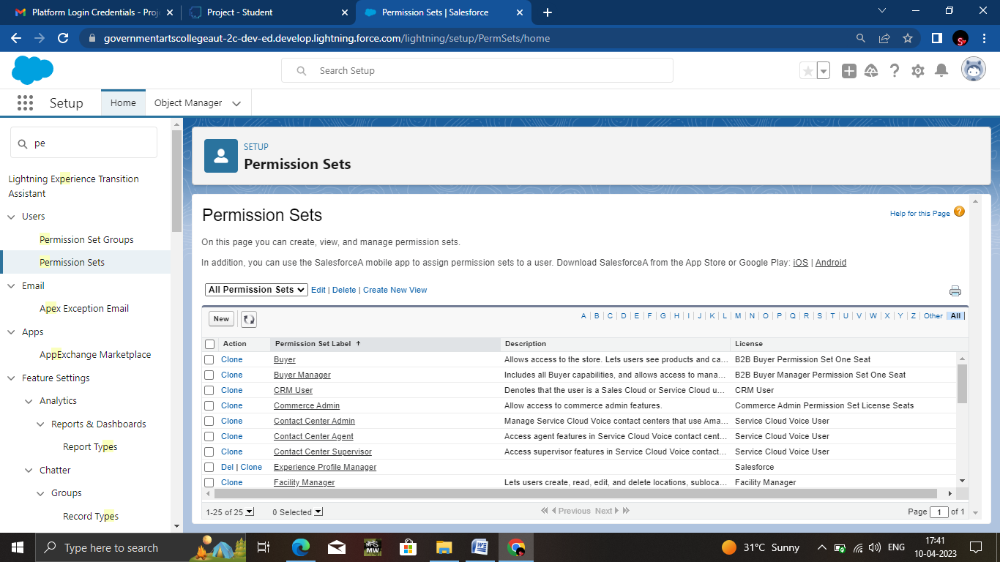 Platform Login Credentials - Proj
Project - Student
Permission Sets | Salesforce
governmentartscollegeaut-2c-dev-ed.develop.lightning.force.com/lightning/setup/PermSets/home
Search Setup
Setup
Home
Object Manager
pe
Lightning Experience Transition
Assistant
Users
Permission Set Groups
Permission Sets
Email
Apex Exception Email
Apps
AppExchange Marketplace
Feature Settings
Analytics
Reports & Dashboards
Report Types
Chatter
Groups
Record Types
SETUP
Permission Sets
Permission Sets
Help for this Page ?
On this page you can create, view, and manage permission sets.
In addition, you can use the SalesforceA mobile app to assign permission sets to a user. Download SalesforceA from the App Store or Google Play: iOS | Android
All Permission Sets Edit | Delete | Create New View
New
A | B | C | D | E | F | G | H | I | J | K | L | M | N | O | P | Q | R | S | T | U | V | W | X | Y | Z | Other | All
Action Permission Set Label ↑ Description License
Clone Buyer Allows access to the store. Lets users see products and ca... B2B Buyer Permission Set One Seat
Clone Buyer Manager Includes all Buyer capabilities, and allows access to mana... B2B Buyer Manager Permission Set One Seat
Clone CRM User Denotes that the user is a Sales Cloud or Service Cloud u... CRM User
Clone Commerce Admin Allow access to commerce admin features. Commerce Admin Permission Set License Seats
Clone Contact Center Admin Manage Service Cloud Voice contact centers that use Ama... Service Cloud Voice User
Clone Contact Center Agent Access agent features in Service Cloud Voice contact cent... Service Cloud Voice User
Clone Contact Center Supervisor Access supervisor features in Service Cloud Voice contact... Service Cloud Voice User
Del | Clone Experience Profile Manager Salesforce
Clone Facility Manager Lets users create, read, edit, and delete locations, subloca... Facility Manager
1-25 of 25 0 Selected Previous Next Page 1 of 1
Type here to search
MW
31°C Sunny
ENG
17:41
10-04-2023